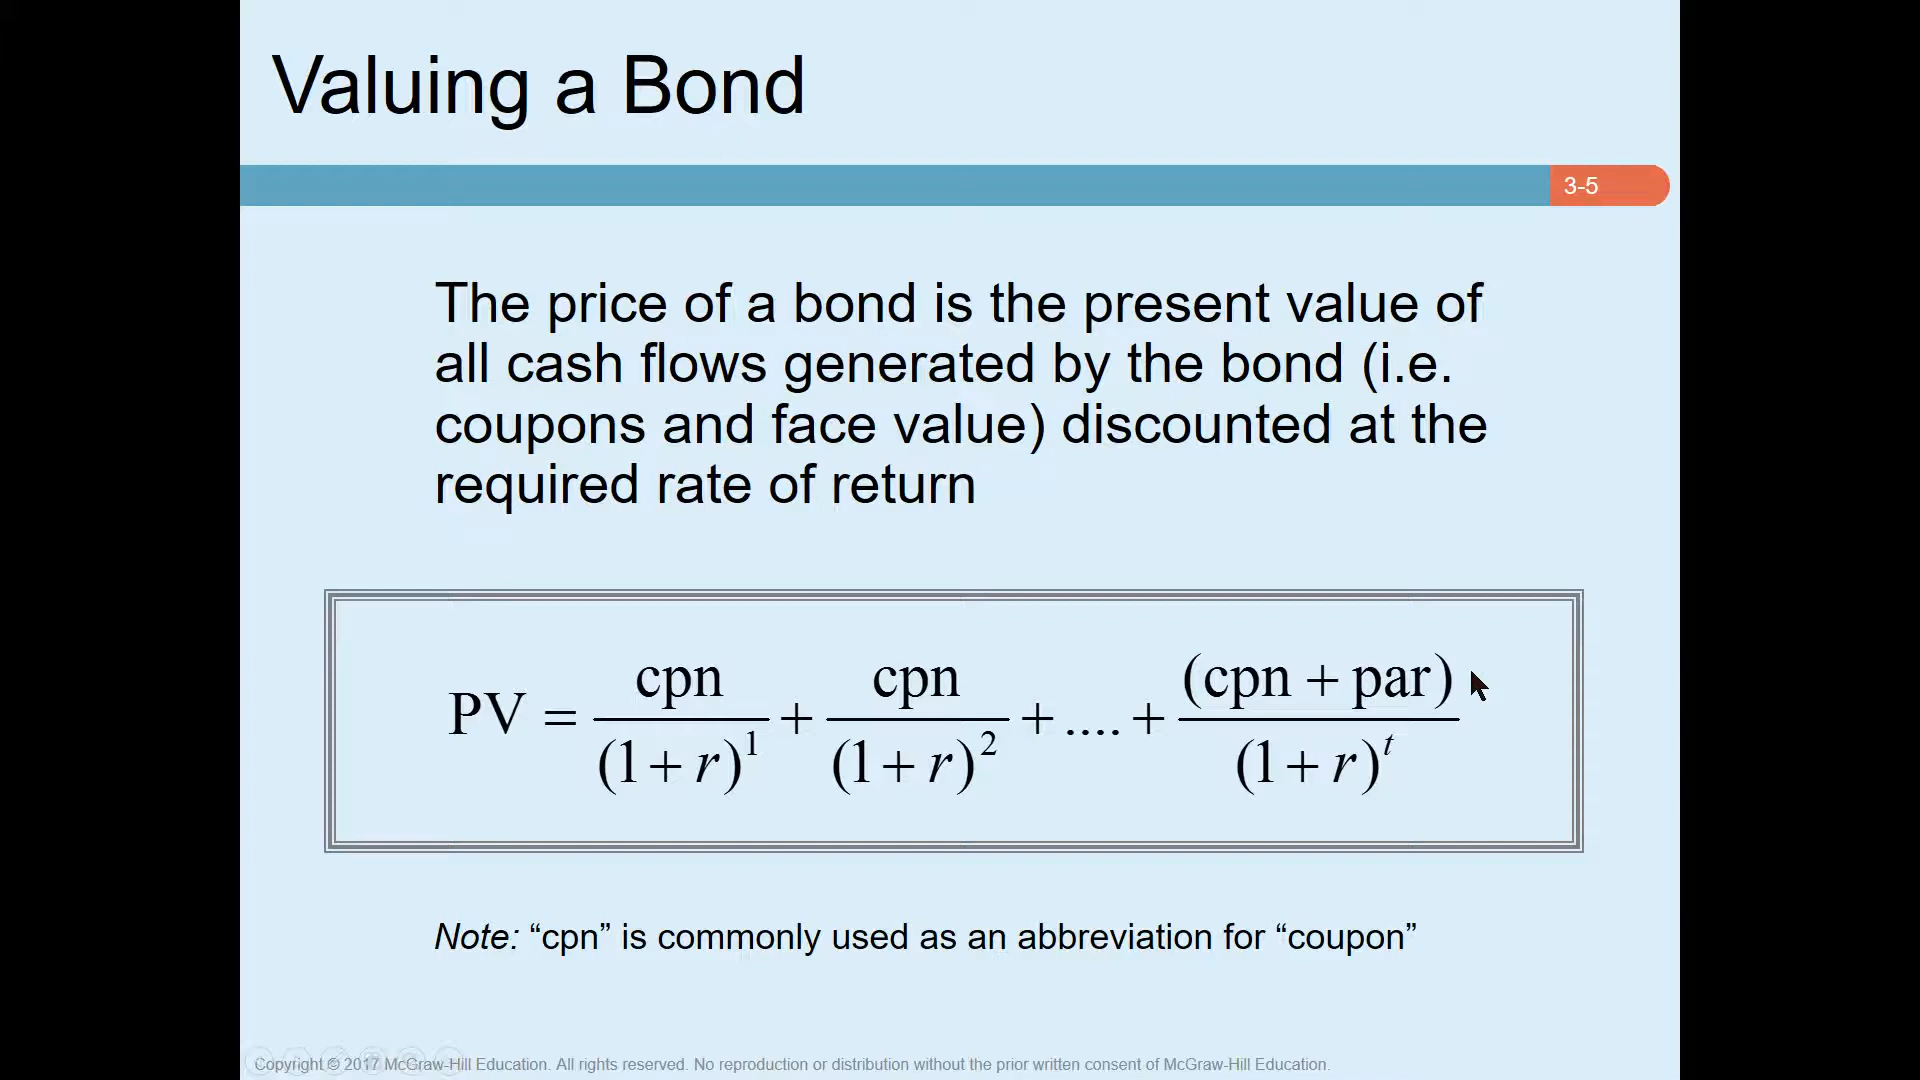 Valuing a Bond
3-5
The price of a bond is the present value of
all cash flows generated by the bond (i.e.
coupons and face value) discounted at the
required rate of return
PV = cpn/(1+r)^1 + cpn/(1+r)^2 + .... + (cpn + par)/(1+r)^t
Note: “cpn” is commonly used as an abbreviation for “coupon”
Copyright © 2017 McGraw-Hill Education. All rights reserved. No reproduction or distribution without the prior written consent of McGraw-Hill Education.